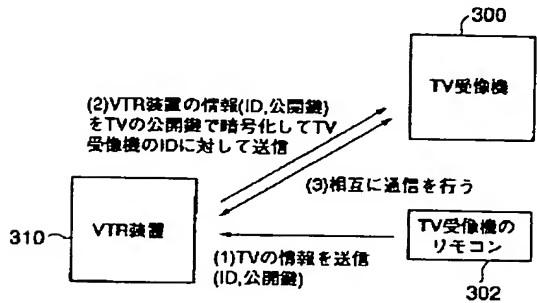 300
TV受像機
(2)VTR装置の情報(ID,公開鍵)
をTVの公開鍵で暗号化してTV
受像機のIDに対して送信
(3)相互に通信を行う
310
VTR装置
TV受像機の
リモコン
(1)TVの情報を送信
(ID,公開鍵)
302